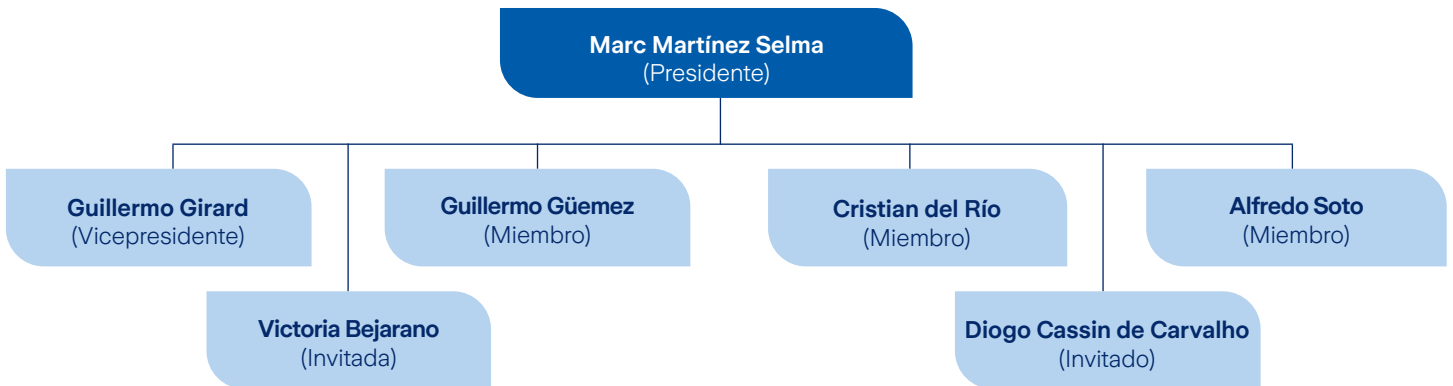 Marc Martínez Selma
(Presidente)
Guillermo Girard
(Vicepresidente)
Guillermo Güemez
(Miembro)
Cristian del Río
(Miembro)
Alfredo Soto
(Miembro)
Victoria Bejarano
(Invitada)
Diogo Cassin de Carvalho
(Invitado)